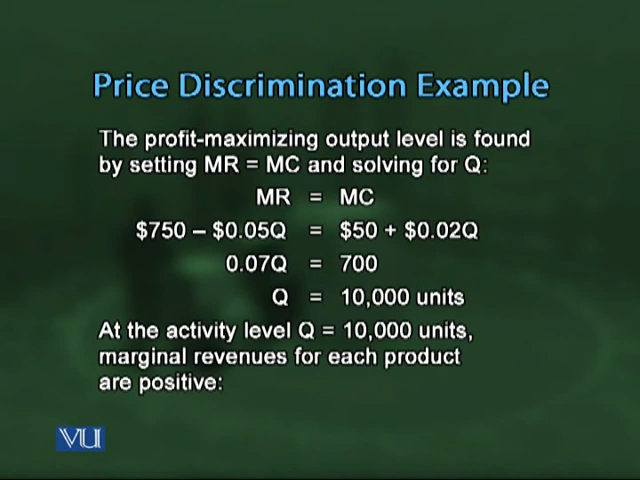 Price Discrimination Example
The profit-maximizing output level is found
by setting MR = MC and solving for Q:
MR = MC
$750 – $0.05Q = $50 + $0.02Q
0.07Q = 700
Q = 10,000 units
At the activity level Q = 10,000 units,
marginal revenues for each product
are positive:
VU